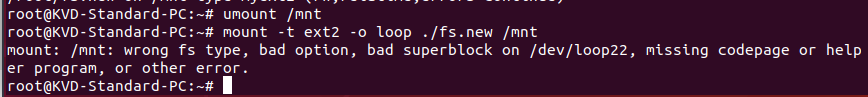 root@KVD-Standard-PC:~# umount /mnt
root@KVD-Standard-PC:~# mount -t ext2 -o loop ./fs.new /mnt
mount: /mnt: wrong fs type, bad option, bad superblock on /dev/loop22, missing codepage or help
er program, or other error.
root@KVD-Standard-PC:~#